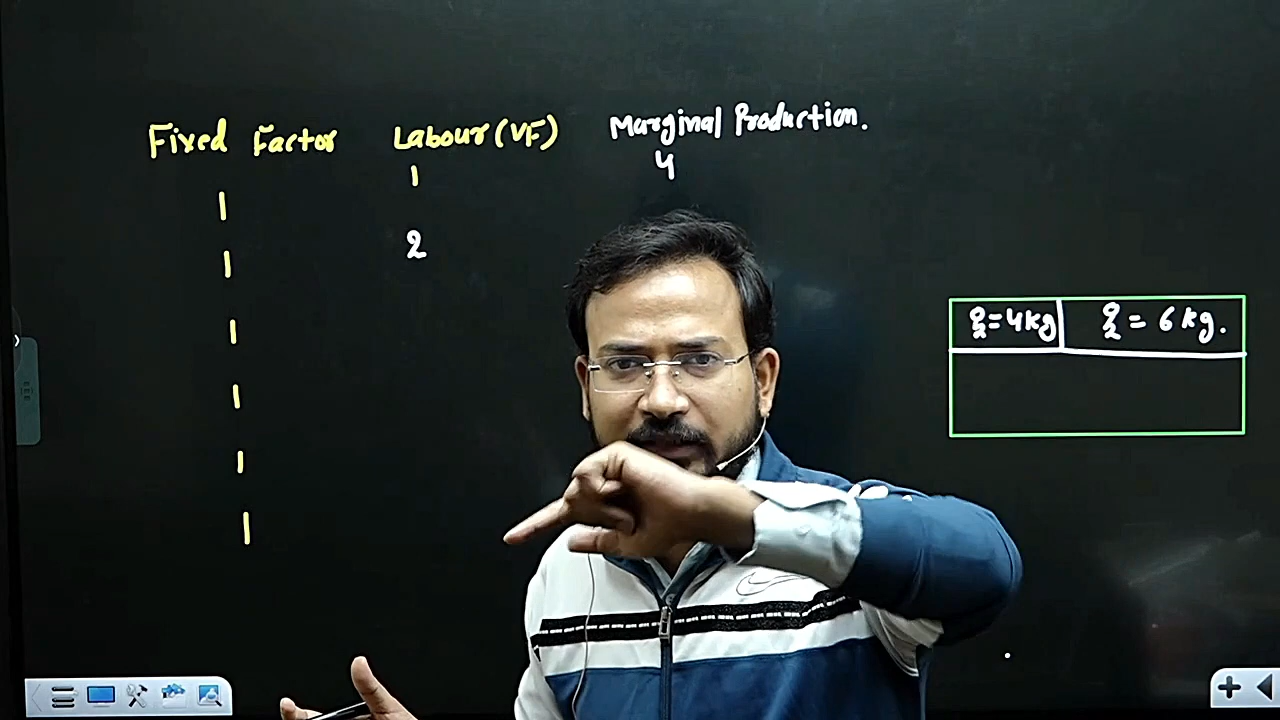 Fixed Factor Labour (VF) Marginal Production.
1 1 4
1 2
1
1
1
1
=4kg = 6 kg.